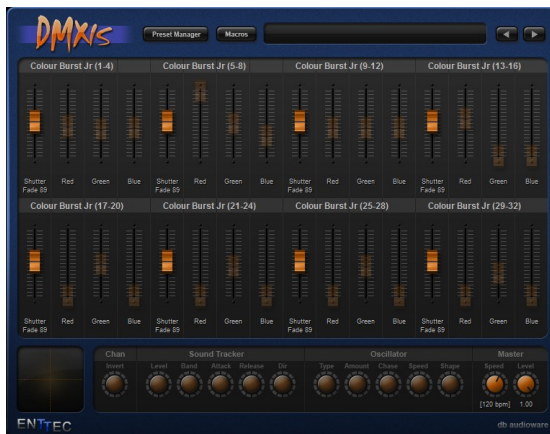 DMXIS
Preset Manager Macros
Colour Burst Jr (1-4) Colour Burst Jr (5-8) Colour Burst Jr (9-12) Colour Burst Jr (13-16)
Shutter Red Green Blue Shutter Red Green Blue Shutter Red Green Blue Shutter Red Green Blue
Fade 89 Fade 89 Fade 89 Fade 89
Colour Burst Jr (17-20) Colour Burst Jr (21-24) Colour Burst Jr (25-28) Colour Burst Jr (29-32)
Shutter Red Green Blue Shutter Red Green Blue Shutter Red Green Blue Shutter Red Green Blue
Fade 89 Fade 89 Fade 89 Fade 89
Chan Sound Tracker Oscillator Master
Invert Level Band Attack Release Dir Type Amount Chase Speed Shape Speed Level
[120 bpm] 1.00
ENTTEC db audioware